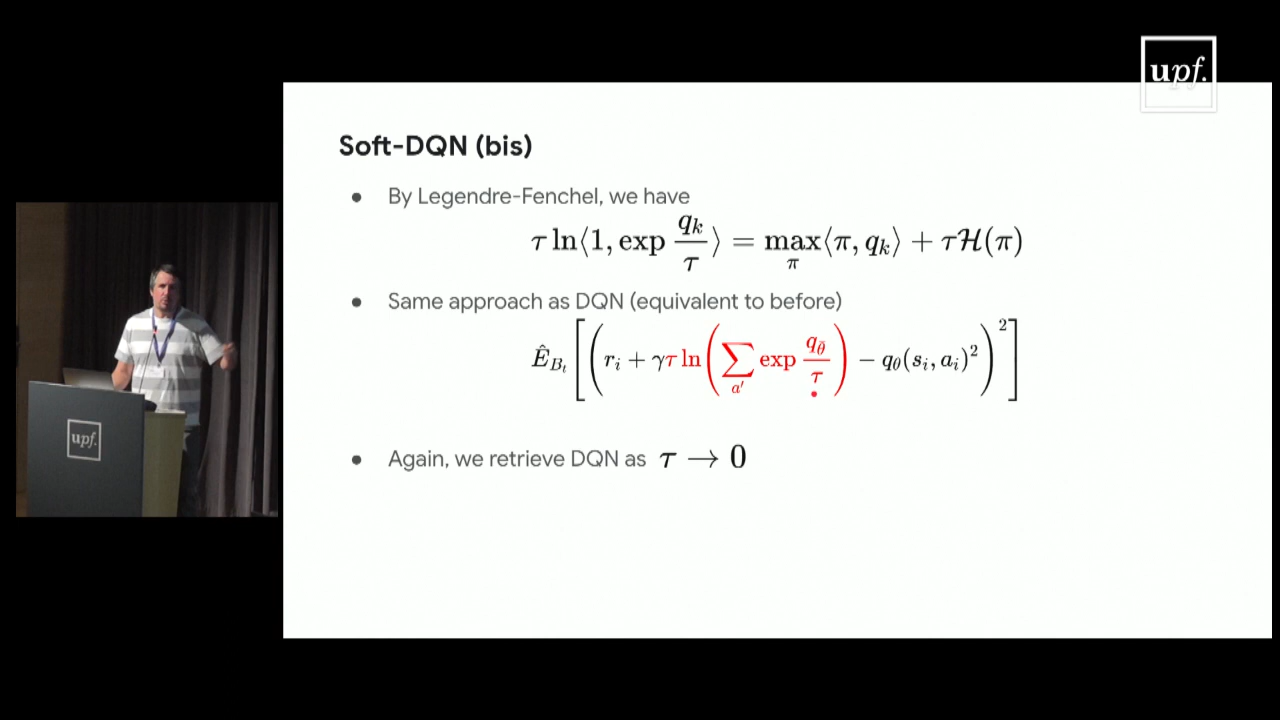 upf.
Soft-DQN (bis)
● By Legendre-Fenchel, we have
τ ln⟨1, exp q_k/τ⟩ = max_π⟨π, q_k⟩ + τℋ(π)
● Same approach as DQN (equivalent to before)
Ê_{B_t}[(r_i + γτ ln(∑_{a'} exp q_θ̄/τ) − q_θ(s_i, a_i)²)²]
● Again, we retrieve DQN as τ → 0
upf.